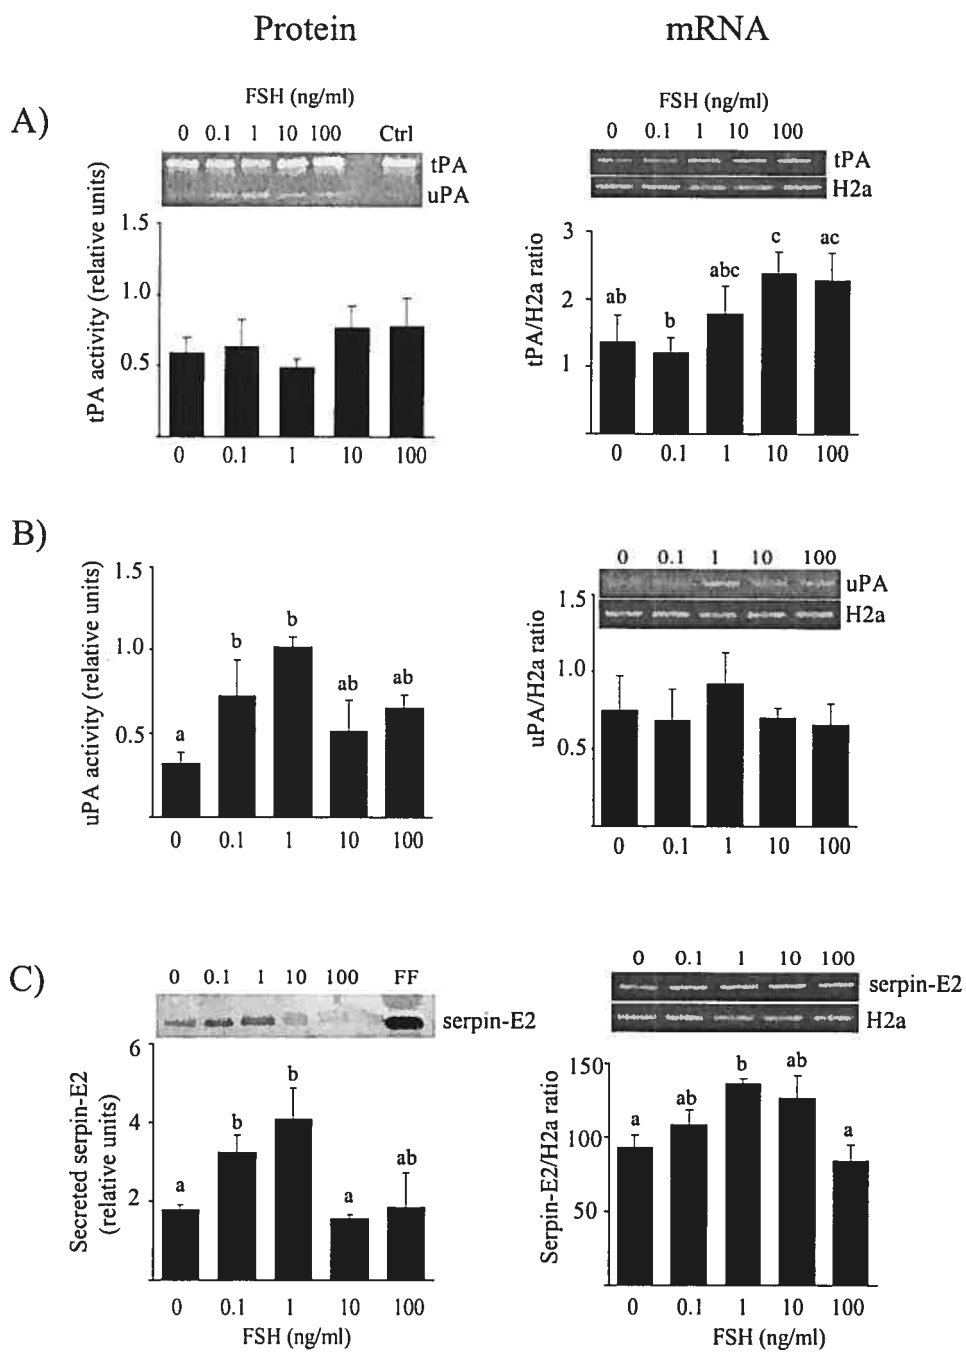 Protein
mRNA
A)
FSH (ng/ml)
0 0.1 1 10 100 Ctrl
tPA
uPA
tPA activity (relative units)
1.5
1.0
0.5
0 0.1 1 10 100
FSH (ng/ml)
0 0.1 1 10 100
tPA
H2a
tPA/H2a ratio
3
2
1
ab b abc c ac
0 0.1 1 10 100
B)
uPA activity (relative units)
1.5
1.0
0.5
a b b ab ab
0 0.1 1 10 100
0 0.1 1 10 100
uPA
H2a
uPA/H2a ratio
1.5
1.0
0.5
0 0.1 1 10 100
C)
0 0.1 1 10 100 FF
serpin-E2
Secreted serpin-E2
(relative units)
6
4
2
a b b a ab
0 0.1 1 10 100
FSH (ng/ml)
0 0.1 1 10 100
serpin-E2
H2a
Serpin-E2/H2a ratio
150
100
50
a ab b ab a
0 0.1 1 10 100
FSH (ng/ml)